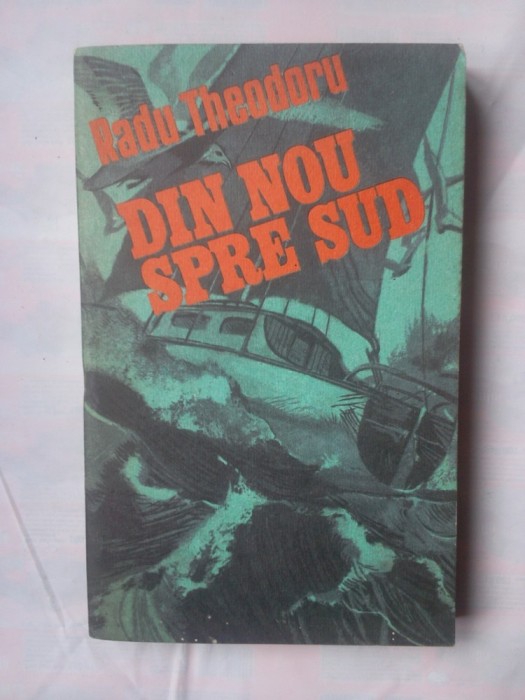 Radu Theodoru
DIN NOU
SPRE SUD